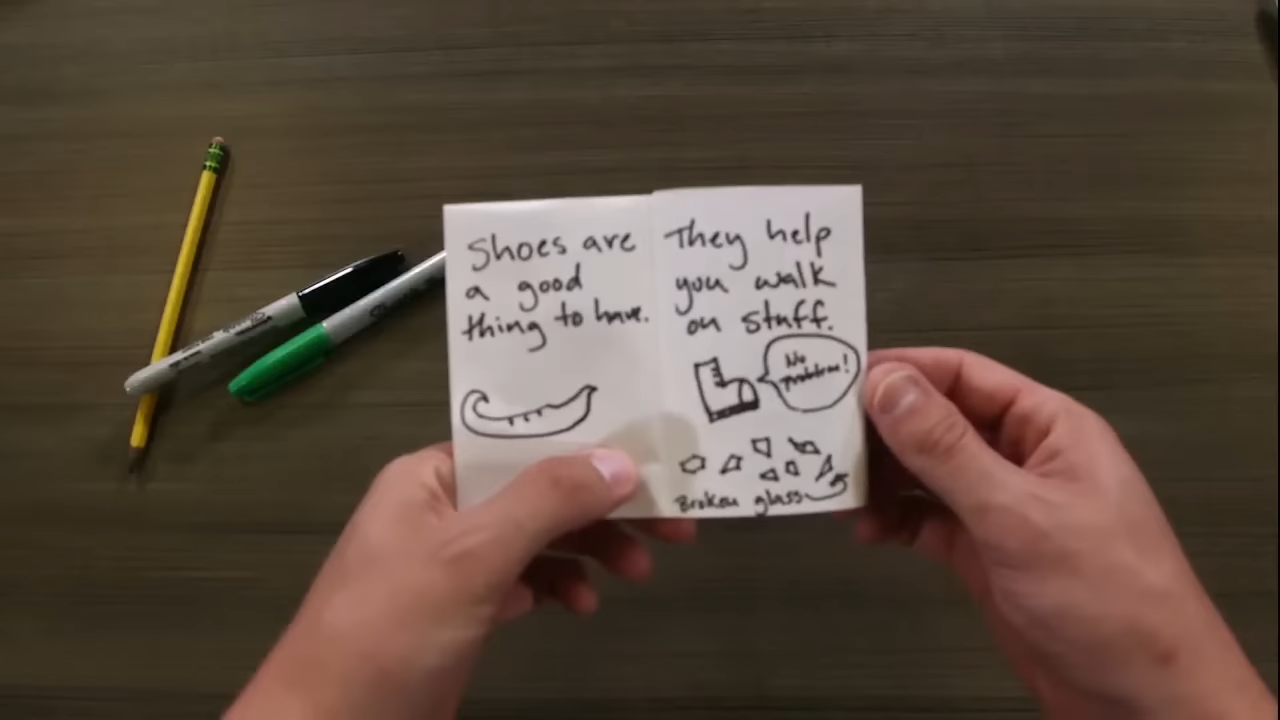 Shoes are
a good
thing to have.
They help
you walk
on stuff.
No
problem!
Broken glass